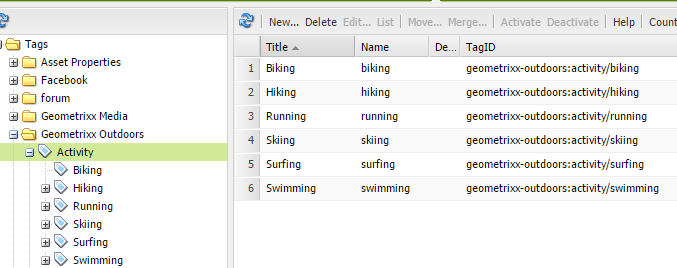 Tags
Asset Properties
Facebook
forum
Geometrixx Media
Geometrixx Outdoors
Activity
Biking
Hiking
Running
Skiing
Surfing
Swimming
New... Delete Edit... List Move... Merge... Activate Deactivate Help Count
Title Name De... TagID
1 Biking biking geometrixx-outdoors:activity/biking
2 Hiking hiking geometrixx-outdoors:activity/hiking
3 Running running geometrixx-outdoors:activity/running
4 Skiing skiing geometrixx-outdoors:activity/skiing
5 Surfing surfing geometrixx-outdoors:activity/surfing
6 Swimming swimming geometrixx-outdoors:activity/swimming